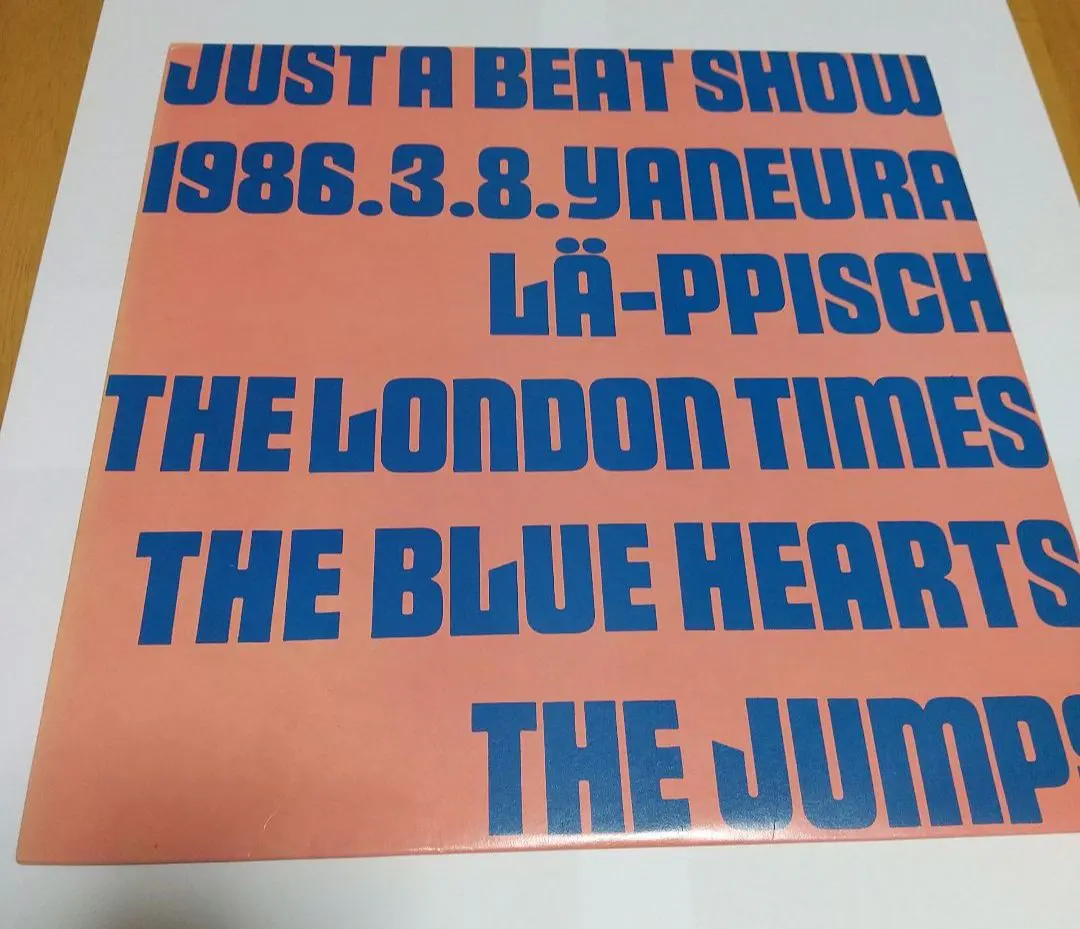 JUST A BEAT SHOW
1986.3.8.YANEURA
LÄ-PPISCH
THE LONDON TIMES
THE BLUE HEARTS
THE JUMPS